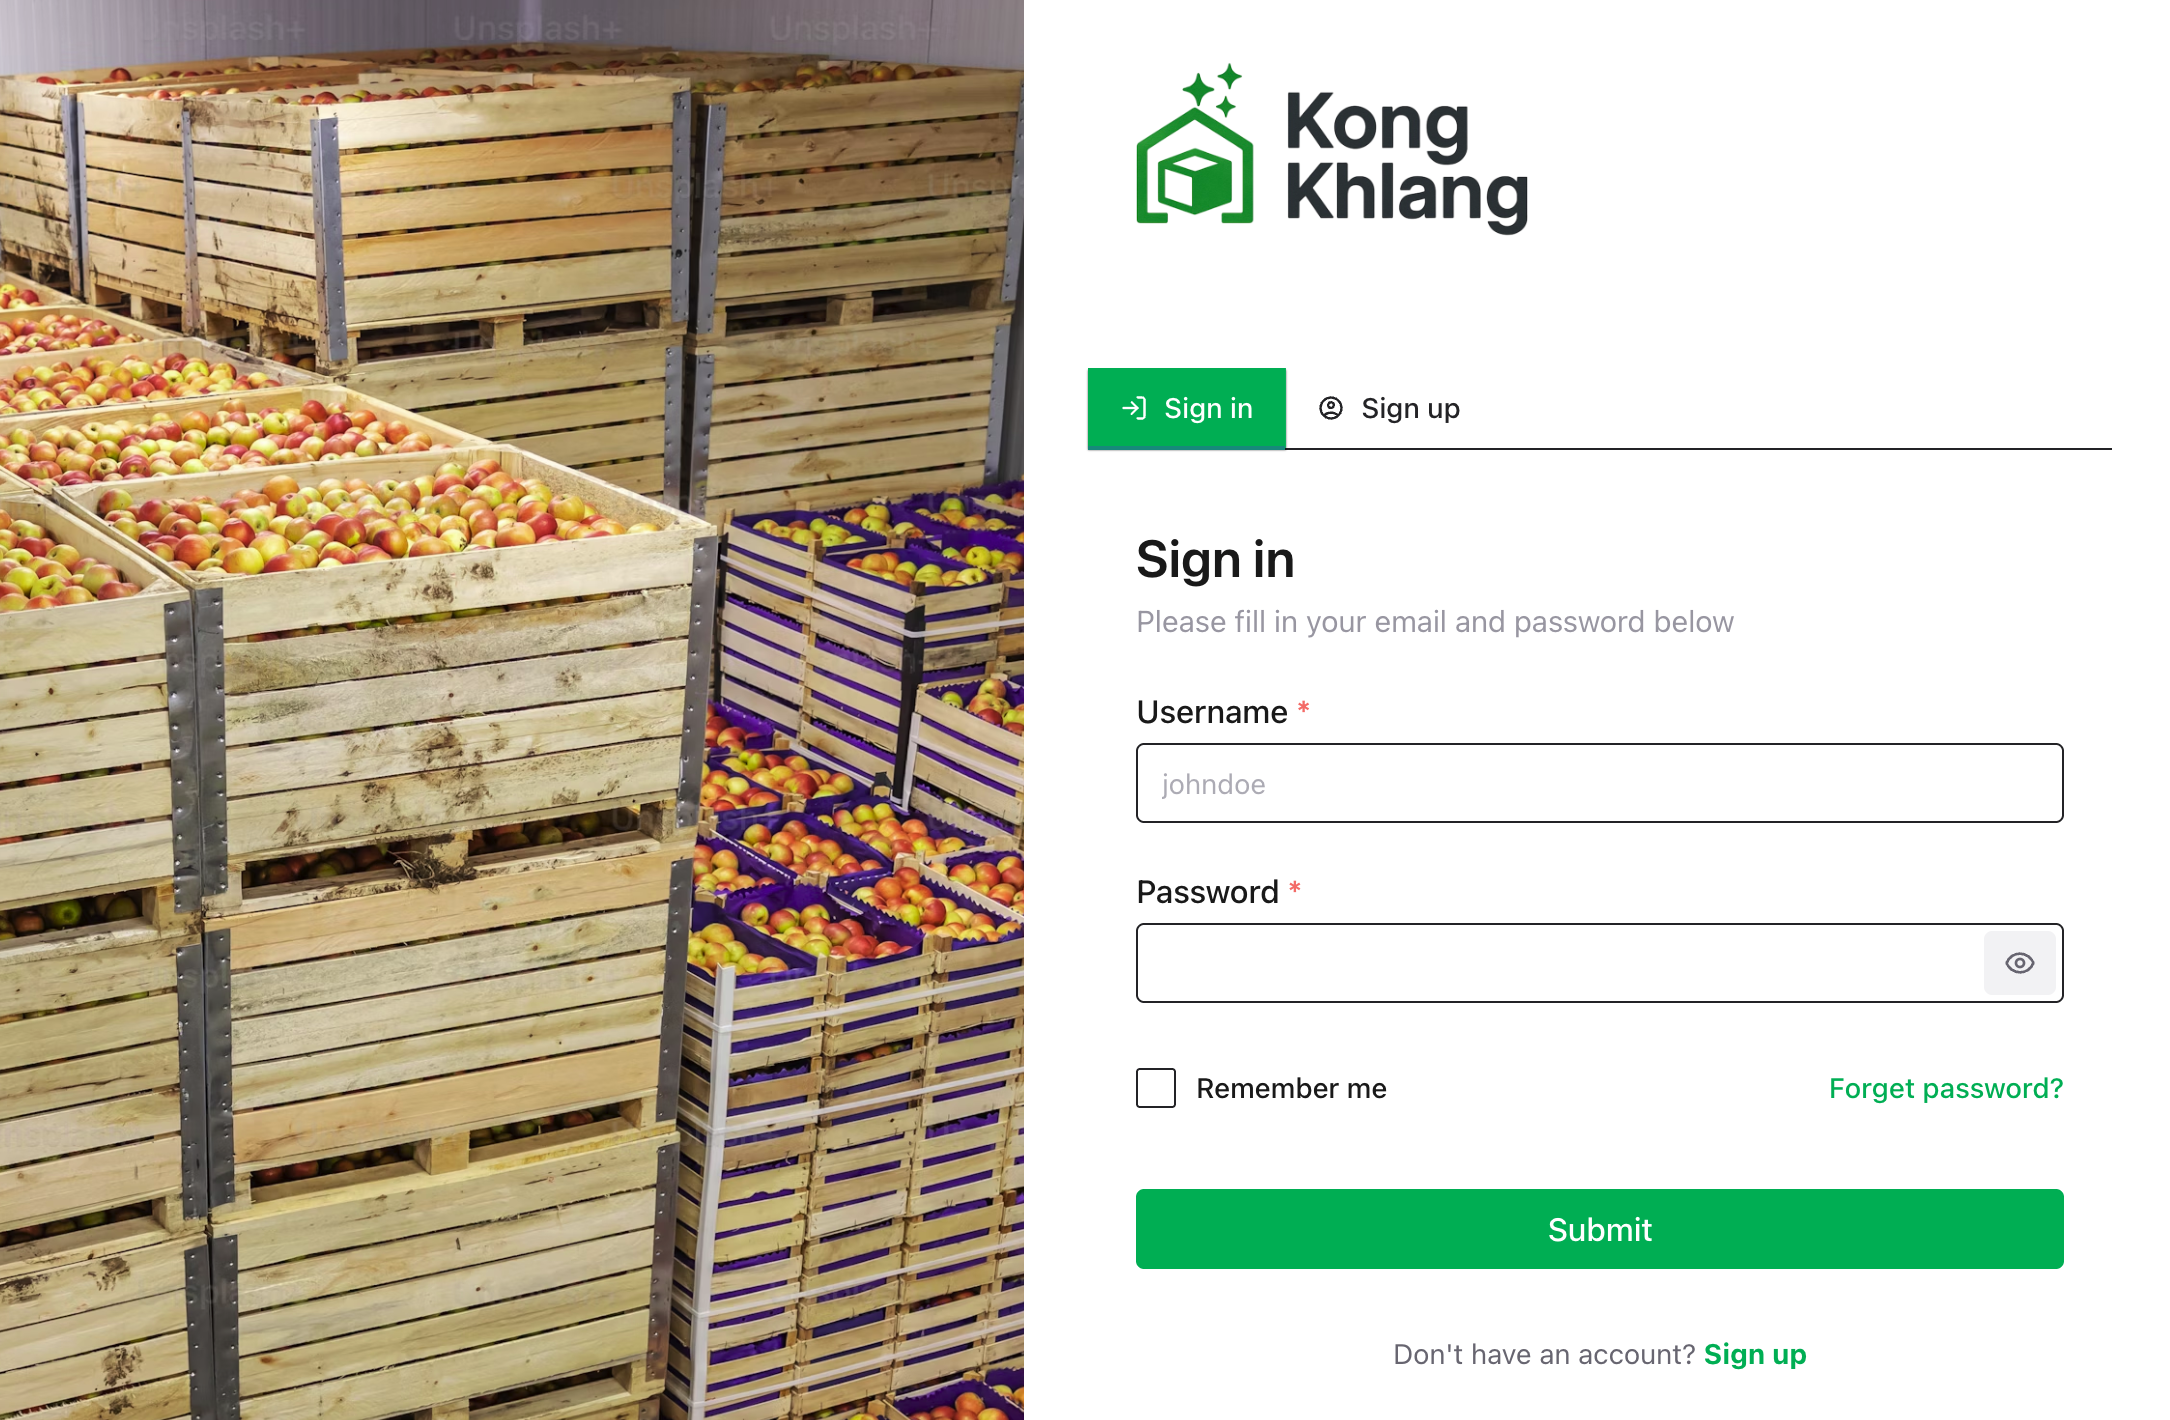 Unsplash+
Unsplash+
Unsplash+
Kong
Khlang
Sign in
Sign up
Sign in
Please fill in your email and password below
Username *
johndoe
Password *
Remember me
Forget password?
Submit
Don't have an account? Sign up